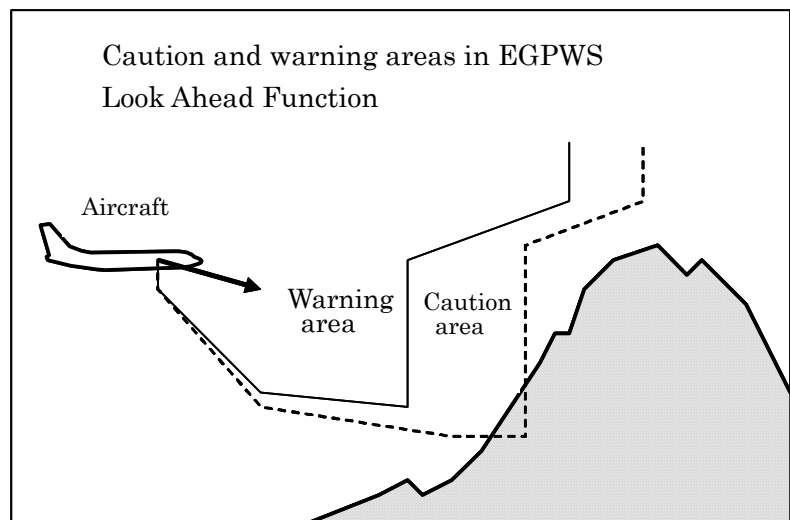 Caution and warning areas in EGPWS
Look Ahead Function
Aircraft
Warning
area
Caution
area